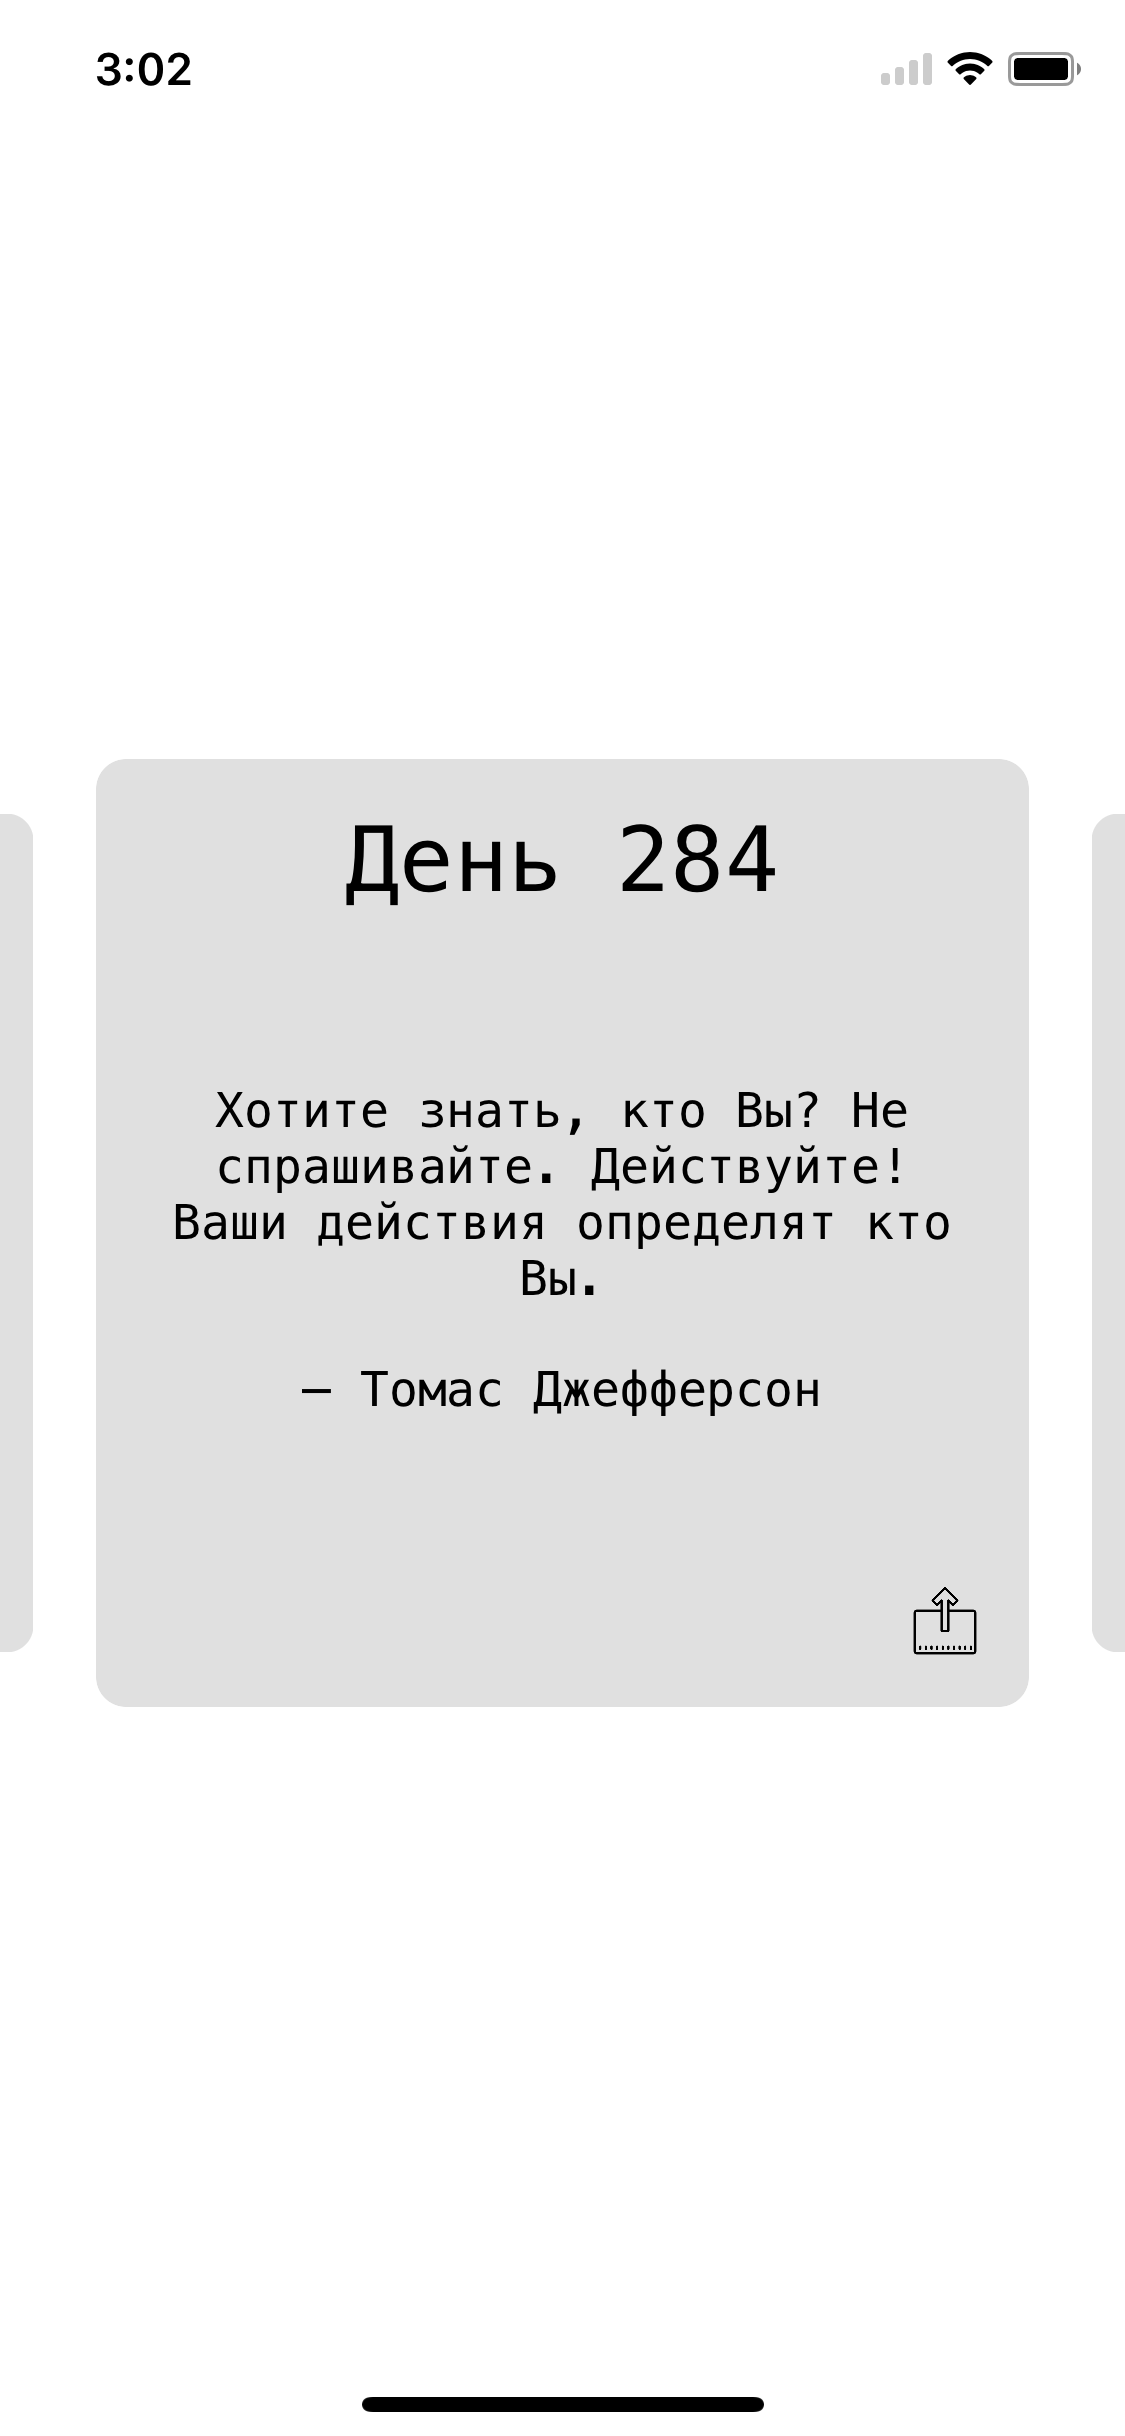 3:02
День 284
Хотите знать, кто Вы? Не
спрашивайте. Действуйте!
Ваши действия определят кто
Вы.
— Томас Джефферсон